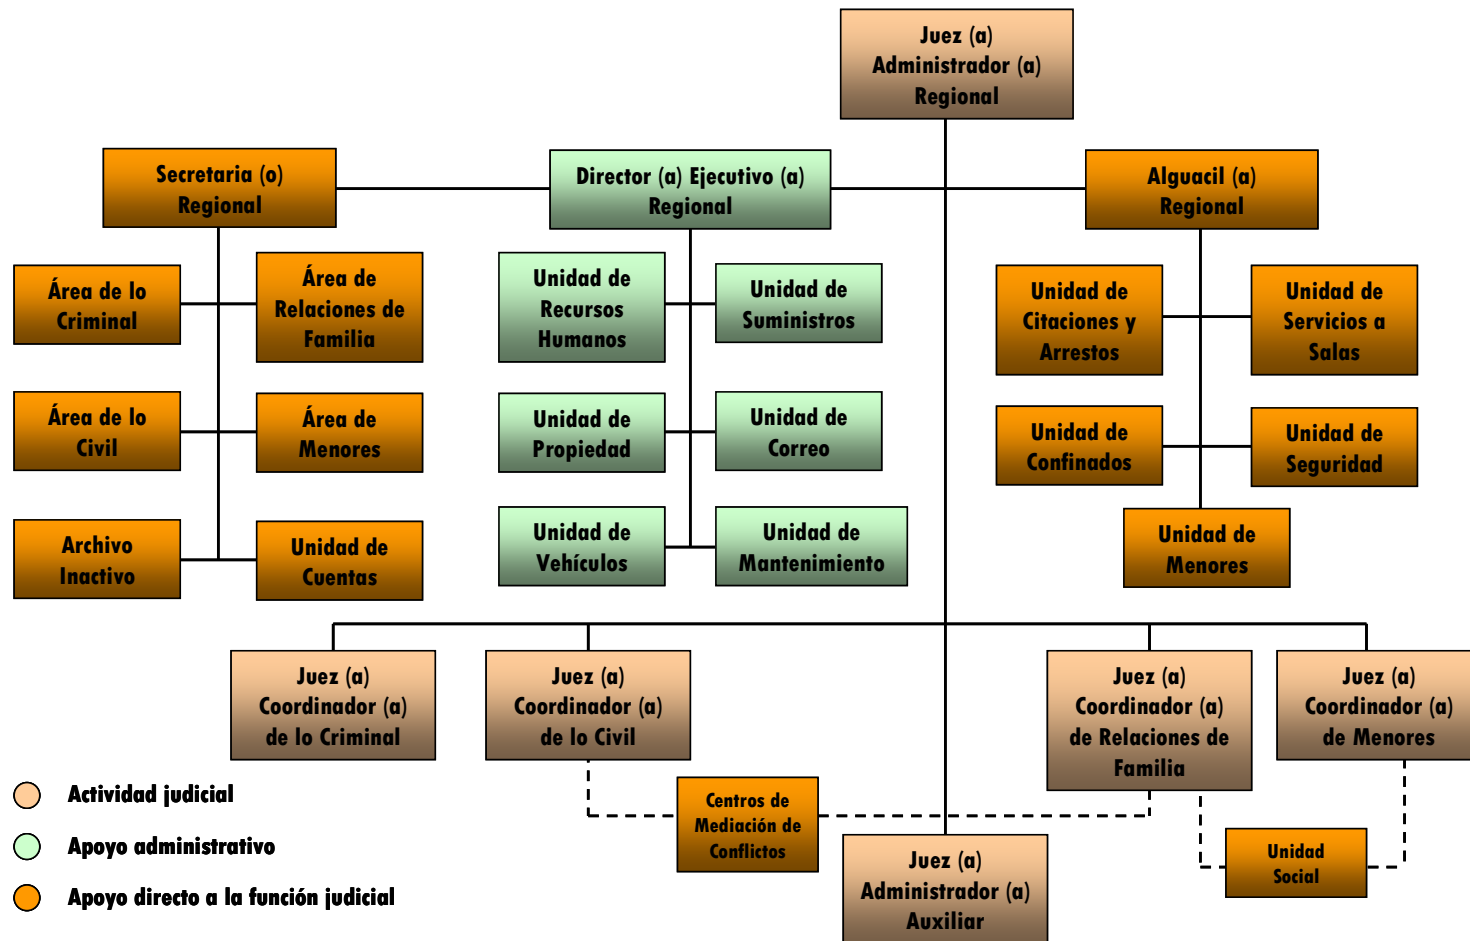 Juez (a)
Administrador (a)
Regional
Secretaria (o)
Regional
Director (a) Ejecutivo (a)
Regional
Alguacil (a)
Regional
Área de lo
Criminal
Área de
Relaciones de
Familia
Unidad de
Recursos
Humanos
Unidad de
Suministros
Unidad de
Citaciones y
Arrestos
Unidad de
Servicios a
Salas
Área de lo
Civil
Área de
Menores
Unidad de
Propiedad
Unidad de
Correo
Unidad de
Confinados
Unidad de
Seguridad
Archivo
Inactivo
Unidad de
Cuentas
Unidad de
Vehículos
Unidad de
Mantenimiento
Unidad de
Menores
Juez (a)
Coordinador (a)
de lo Criminal
Juez (a)
Coordinador (a)
de lo Civil
Juez (a)
Coordinador (a)
de Relaciones de
Familia
Juez (a)
Coordinador (a)
de Menores
Centros de
Mediación de
Conflictos
Unidad
Social
Juez (a)
Administrador (a)
Auxiliar
Actividad judicial
Apoyo administrativo
Apoyo directo a la función judicial